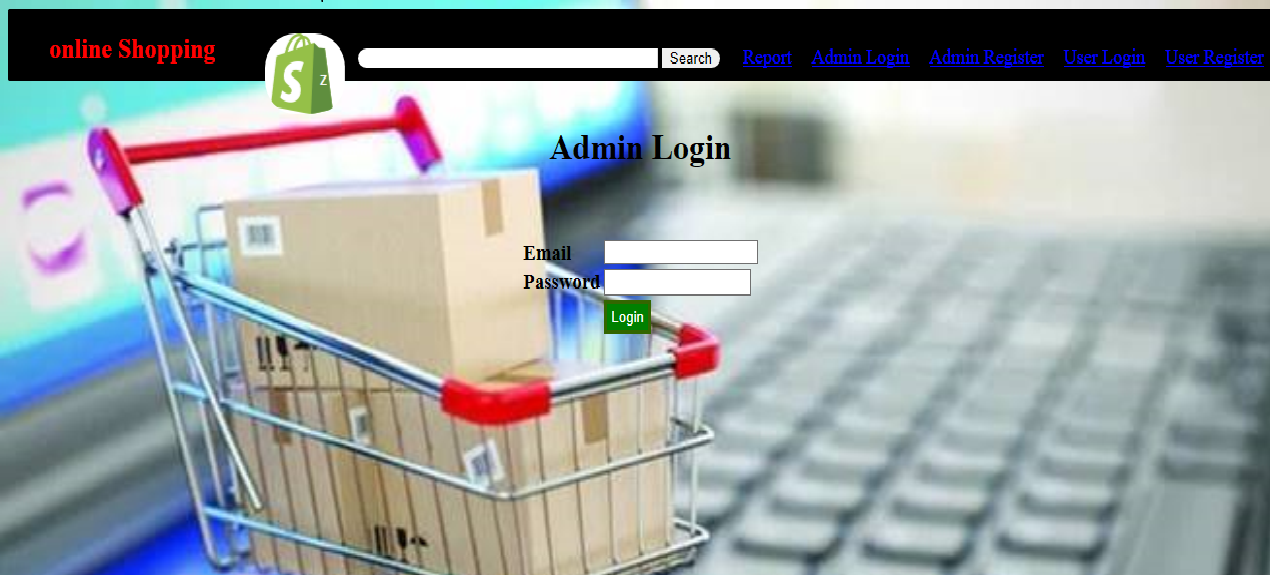 online Shopping
S
Z
Search
Report Admin Login Admin Register User Login User Register
Admin Login
Email
Password
Login